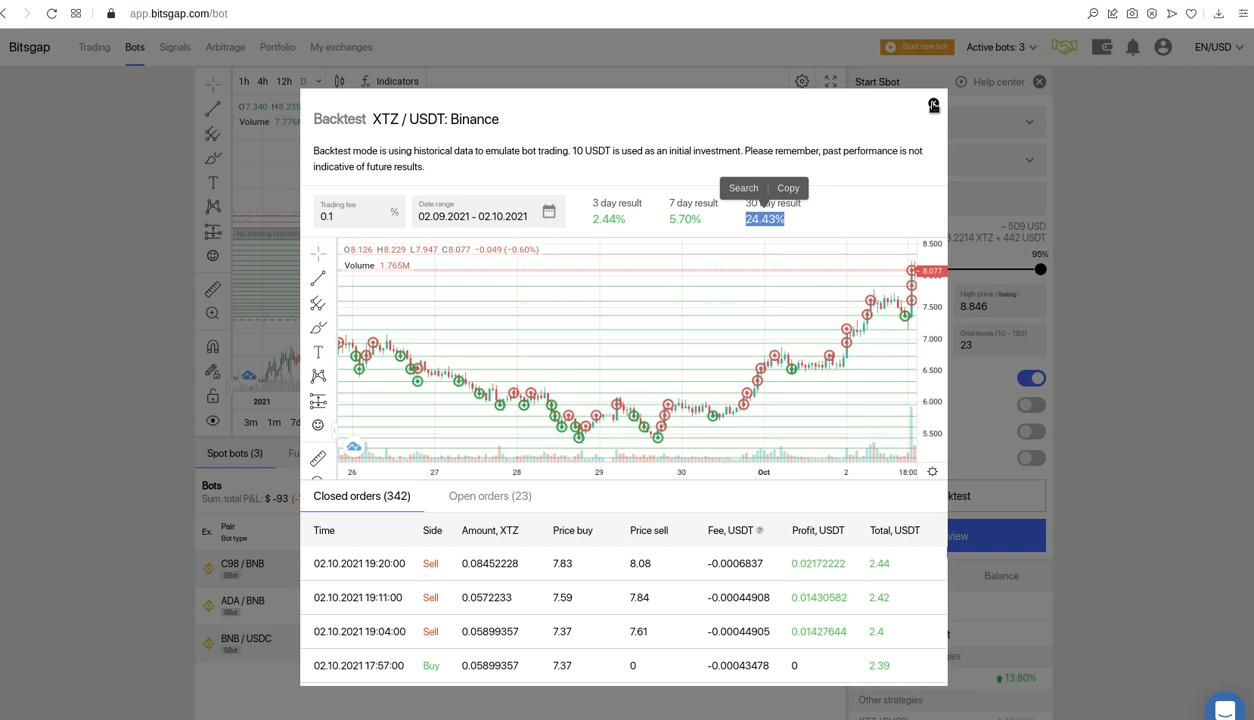 app.bitsgap.com/bot
Bitsgap Trading Bots Signals Arbitrage Portfolio My exchanges Start new bot Active bots: 3 EN/USD
1h 4h 12h D Indicators Start Sbot Help center
O7.340 H8.235
Volume 7.776M
Backtest XTZ / USDT: Binance
Backtest mode is using historical data to emulate bot trading. 10 USDT is used as an initial investment. Please remember, past performance is not
indicative of future results.
Search Copy
Trading fee
0.1 %
Date range
02.09.2021 - 02.10.2021
3 day result 7 day result 30 day result
2.44% 5.70% 24.43%
~ 509 USD
.2214 XTZ + 442 USDT
95%
High price Trailing
8.846
Grid levels (10 - 180)
23
O8.126 H8.229 L7.947 C8.077 −0.049 (−0.60%)
Volume 1.765M
8.500
8.077
7.500
7.000
6.500
6.000
5.500
26 27 28 29 30 Oct 2 18:00
2021
3m 1m 7d
Spot bots (3) Fu
Bots
Sum. total P&L: $ -93 (-
Ex. Pair
Bot type
C98 / BNB
SBot
ADA / BNB
SBot
BNB / USDC
SBot
Closed orders (342) Open orders (23)
Time Side Amount, XTZ Price buy Price sell Fee, USDT ? Profit, USDT Total, USDT
02.10.2021 19:20:00 Sell 0.08452228 7.83 8.08 -0.0006837 0.02172222 2.44
02.10.2021 19:11:00 Sell 0.0572233 7.59 7.84 -0.00044908 0.01430582 2.42
02.10.2021 19:04:00 Sell 0.05899357 7.37 7.61 -0.00044905 0.01427644 2.4
02.10.2021 17:57:00 Buy 0.05899357 7.37 0 -0.00043478 0 2.39
ktest
view
Balance
t
ies
13.80%
Other strategies